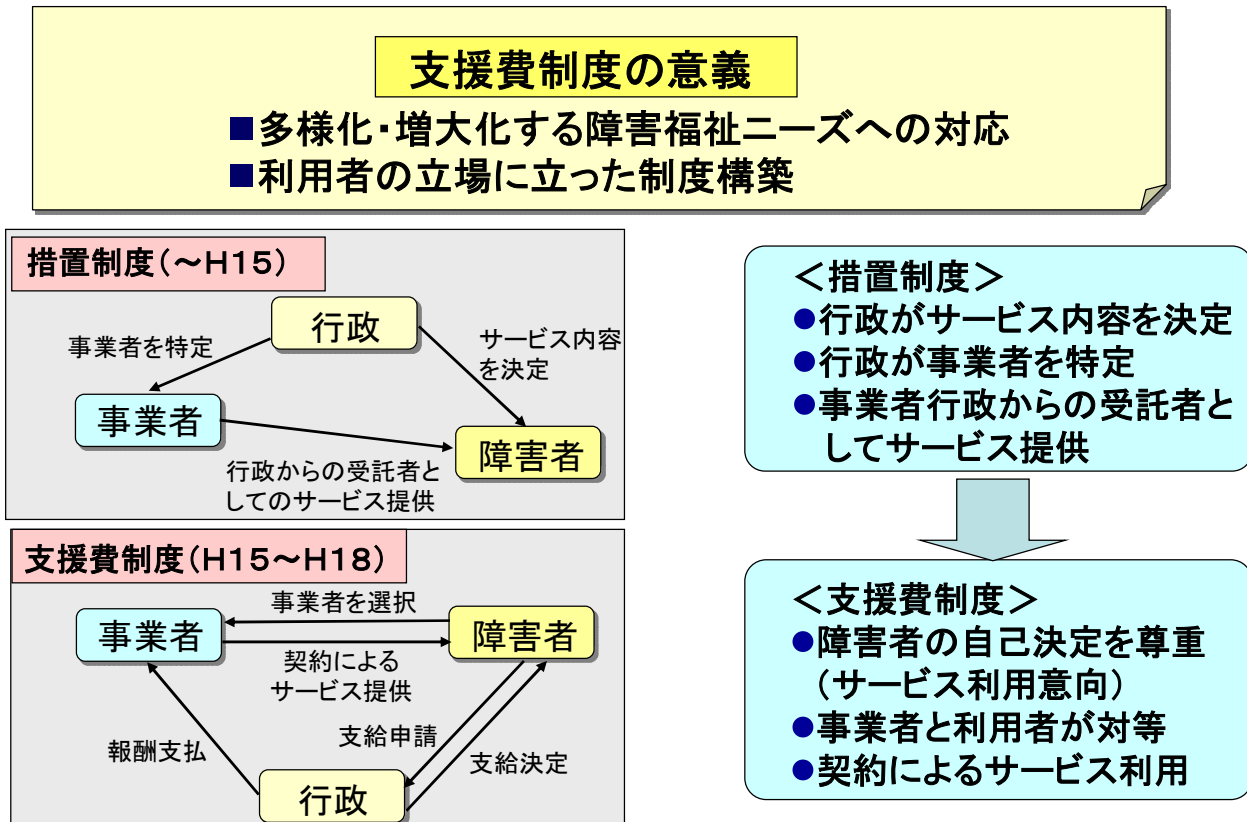 支援費制度の意義
■多様化・増大化する障害福祉ニーズへの対応
■利用者の立場に立った制度構築
措置制度(～H15)
行政
事業者を特定
サービス内容
を決定
事業者
障害者
行政からの受託者と
してのサービス提供
支援費制度(H15～H18)
事業者を選択
事業者
障害者
契約による
サービス提供
支給申請
報酬支払
支給決定
行政
＜措置制度＞
●行政がサービス内容を決定
●行政が事業者を特定
●事業者行政からの受託者と
してサービス提供
＜支援費制度＞
●障害者の自己決定を尊重
（サービス利用意向）
●事業者と利用者が対等
●契約によるサービス利用